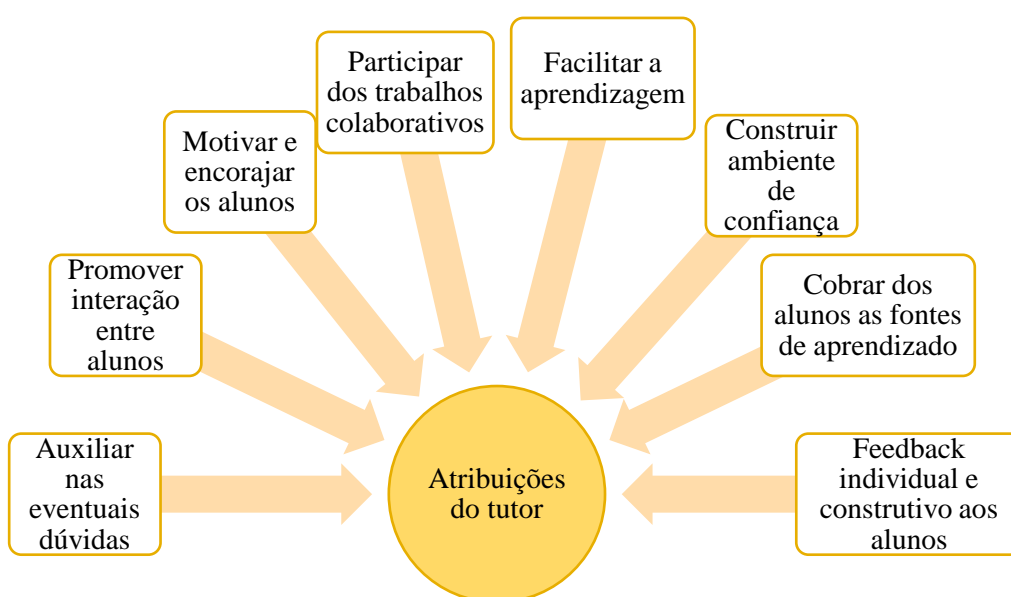 Auxiliar
nas
eventuais
dúvidas
Promover
interação
entre
alunos
Motivar e
encorajar
os alunos
Participar
dos trabalhos
colaborativos
Facilitar a
aprendizagem
Construir
ambiente
de
confiança
Cobrar dos
alunos as fontes
de aprendizado
Feedback
individual e
construtivo aos
alunos
Atribuições
do tutor